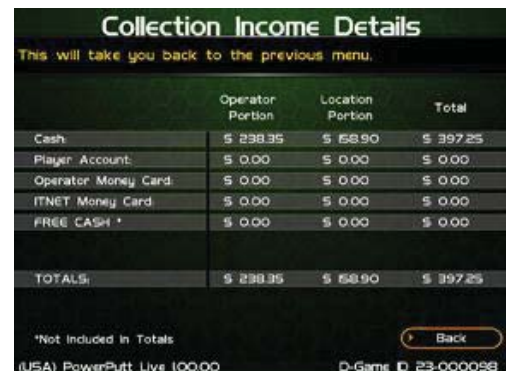 Collection Income Details
This will take you back to the previous menu.
Operator Portion Location Portion Total
Cash: $ 238.35 $ 158.90 $ 397.25
Player Account: $ 0.00 $ 0.00 $ 0.00
Operator Money Card: $ 0.00 $ 0.00 $ 0.00
ITNET Money Card: $ 0.00 $ 0.00 $ 0.00
FREE CASH * $ 0.00 $ 0.00 $ 0.00
TOTALS: $ 238.35 $ 158.90 $ 397.25
*Not Included In Totals
Back
(USA) PowerPutt Live 1.00.00 D-Game ID 23-000098